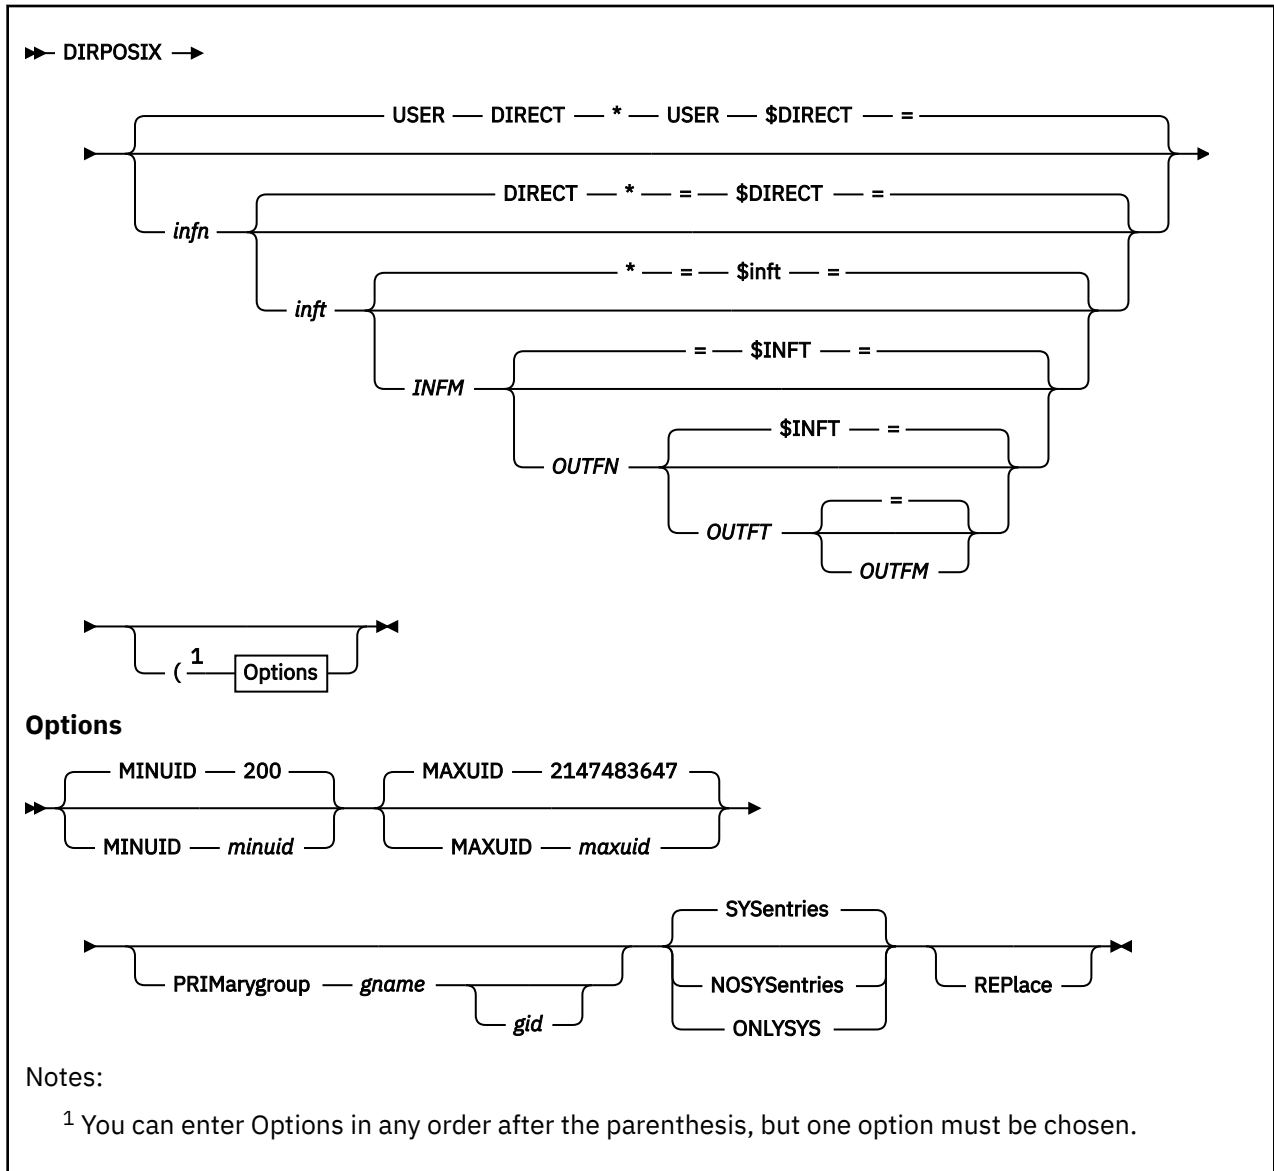 DIRPOSIX
USER DIRECT * USER $DIRECT =
infn DIRECT * = $DIRECT =
inft * = $inft =
INFM = $INFT =
OUTFN $INFT =
OUTFT =
OUTFM
( 1 Options
Options
MINUID 200 MAXUID 2147483647
MINUID minuid MAXUID maxuid
SYSentries
PRIMarygroup gname NOSYSentries REPlace
gid ONLYSYS
Notes:
1 You can enter Options in any order after the parenthesis, but one option must be chosen.